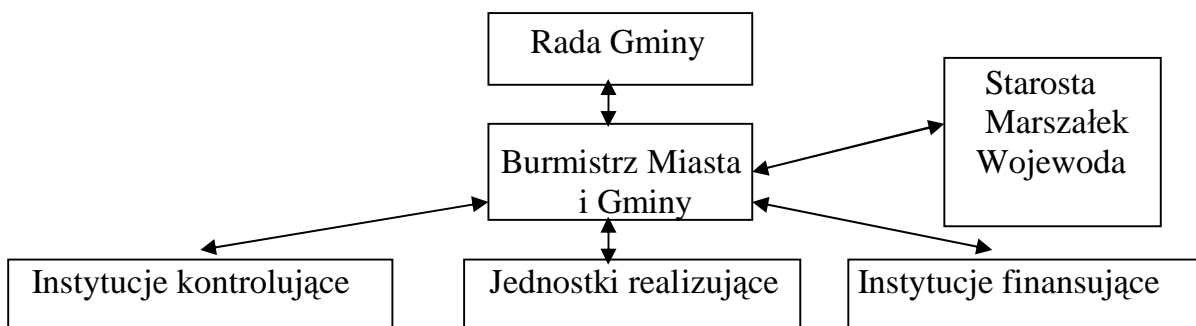 Rada Gminy
Starosta
Marszałek
Wojewoda
Burmistrz Miasta
i Gminy
Instytucje kontrolujące
Jednostki realizujące
Instytucje finansujące